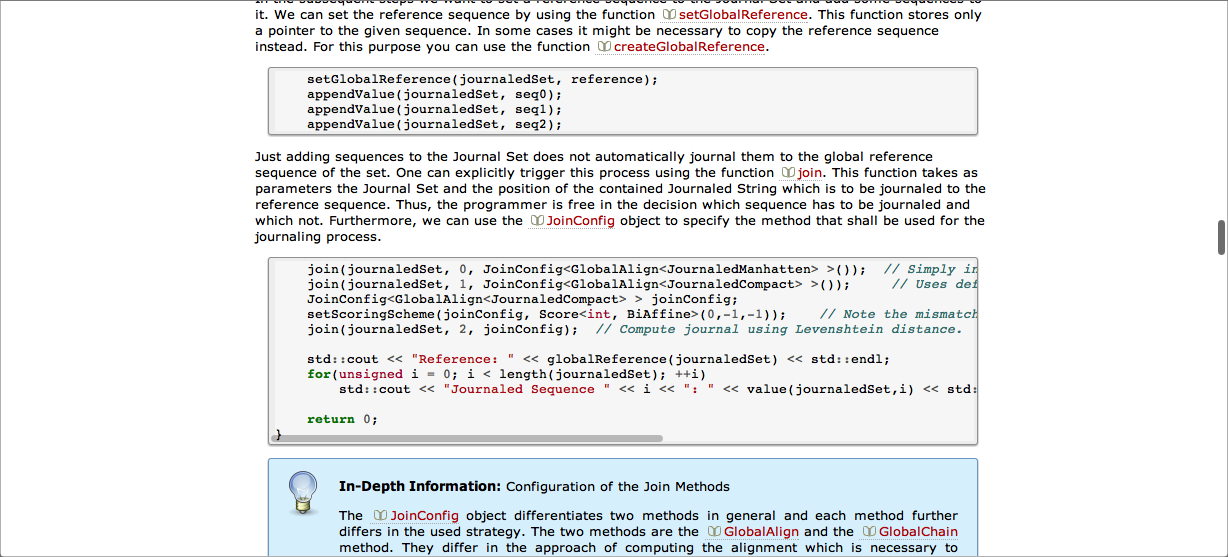 it. We can set the reference sequence by using the function setGlobalReference. This function stores only
a pointer to the given sequence. In some cases it might be necessary to copy the reference sequence
instead. For this purpose you can use the function createGlobalReference.
setGlobalReference(journaledSet, reference);
appendValue(journaledSet, seq0);
appendValue(journaledSet, seq1);
appendValue(journaledSet, seq2);
Just adding sequences to the Journal Set does not automatically journal them to the global reference
sequence of the set. One can explicitly trigger this process using the function join. This function takes as
parameters the Journal Set and the position of the contained Journaled String which is to be journaled to the
reference sequence. Thus, the programmer is free in the decision which sequence has to be journaled and
which not. Furthermore, we can use the JoinConfig object to specify the method that shall be used for the
journaling process.
join(journaledSet, 0, JoinConfig<GlobalAlign<JournaledManhatten> >()); // Simply in
join(journaledSet, 1, JoinConfig<GlobalAlign<JournaledCompact> >()); // Uses def
JoinConfig<GlobalAlign<JournaledCompact> > joinConfig;
setScoringScheme(joinConfig, Score<int, BiAffine>(0,-1,-1)); // Note the mismatch
join(journaledSet, 2, joinConfig); // Compute journal using Levenshtein distance.
std::cout << "Reference: " << globalReference(journaledSet) << std::endl;
for(unsigned i = 0; i < length(journaledSet); ++i)
std::cout << "Journaled Sequence " << i << ": " << value(journaledSet,i) << std:
return 0;
}
In-Depth Information: Configuration of the Join Methods
The JoinConfig object differentiates two methods in general and each method further
differs in the used strategy. The two methods are the GlobalAlign and the GlobalChain
method. They differ in the approach of computing the alignment which is necessary to